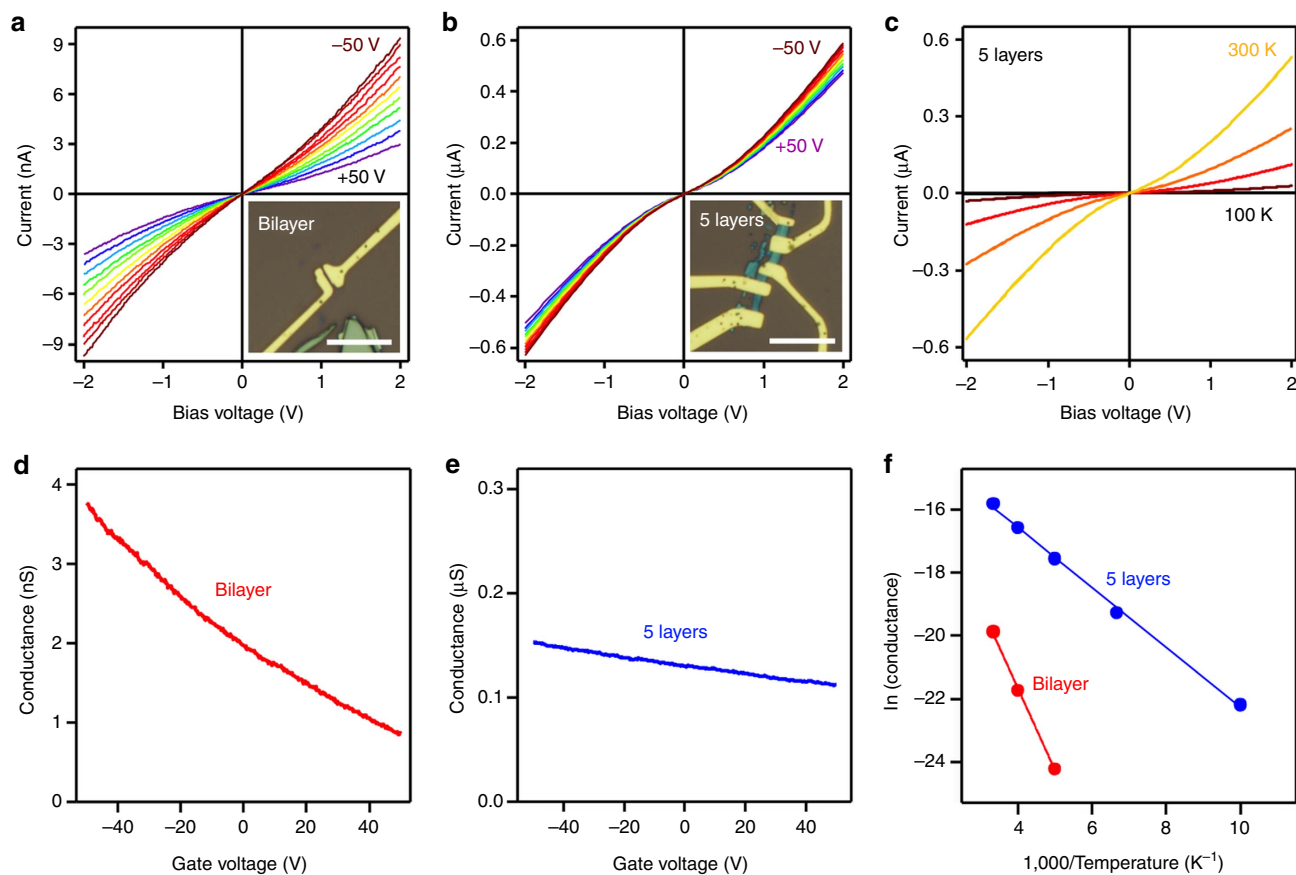 a
9
6
3
0
–3
–6
–9
Current (nA)
–50 V
+50 V
Bilayer
–2
–1
0
1
2
Bias voltage (V)
b
0.6
0.4
0.2
0.0
–0.2
–0.4
–0.6
Current (μA)
–50 V
+50 V
5 layers
–2
–1
0
1
2
Bias voltage (V)
c
0.6
0.3
0.0
–0.3
–0.6
Current (μA)
5 layers
300 K
100 K
–2
–1
0
1
2
Bias voltage (V)
d
4
3
2
1
0
Conductance (nS)
Bilayer
–40
–20
0
20
40
Gate voltage (V)
e
0.3
0.2
0.1
0.0
Conductance (μS)
5 layers
–40
–20
0
20
40
Gate voltage (V)
f
–16
–18
–20
–22
–24
ln (conductance)
5 layers
Bilayer
4
6
8
10
1,000/Temperature (K⁻¹)